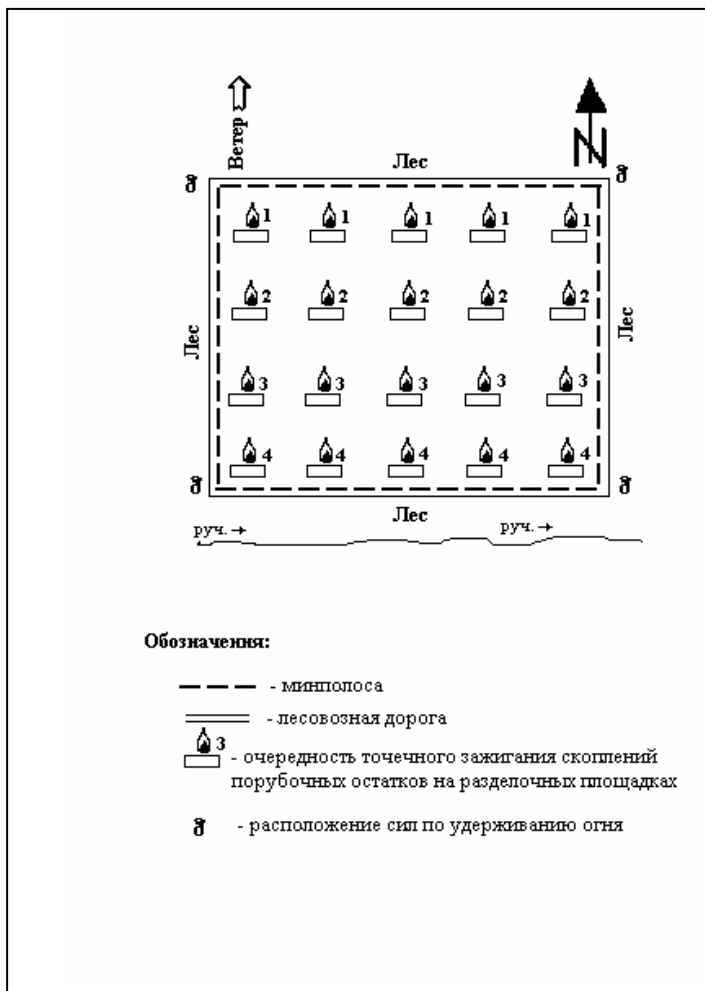 Ветер
N
Лес
1 1 1 1 1
2 2 2 2 2
Лес
Лес
3 3 3 3 3
4 4 4 4 4
Лес
руч. → руч. →
Обозначения:
- минполоса
- лесовозная дорога
3 - очередность точечного зажигания скоплений
порубочных остатков на разделочных площадках
- расположение сил по удерживанию огня